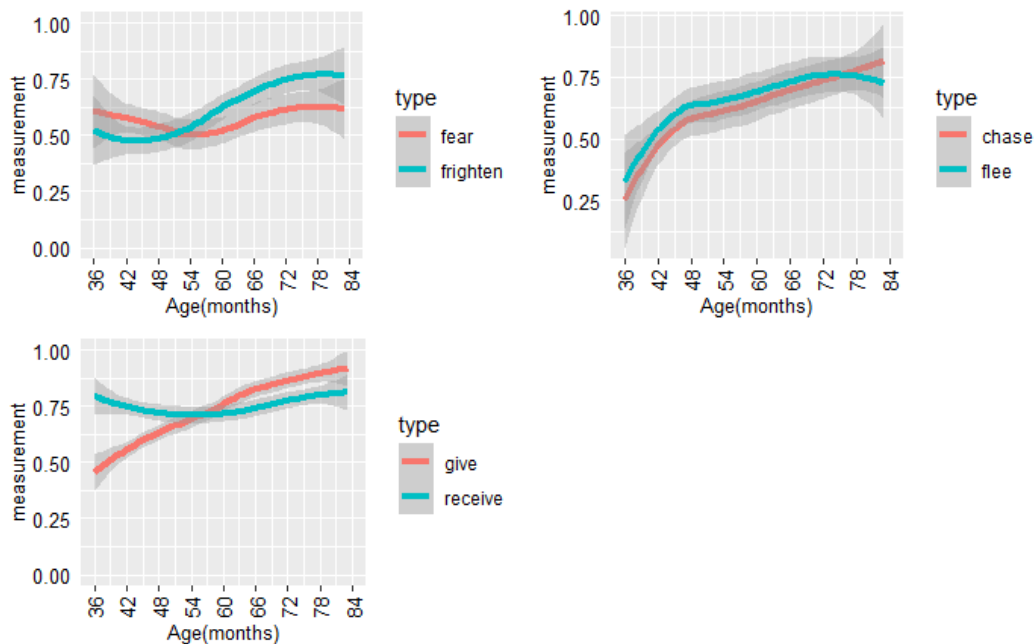 1.00
0.75
0.50
0.25
0.00
measurement
36 42 48 54 60 66 72 78 84
Age(months)
type
fear
frighten
1.00
0.75
0.50
0.25
measurement
36 42 48 54 60 66 72 78 84
Age(months)
type
chase
flee
1.00
0.75
0.50
0.25
0.00
measurement
36 42 48 54 60 66 72 78 84
Age(months)
type
give
receive